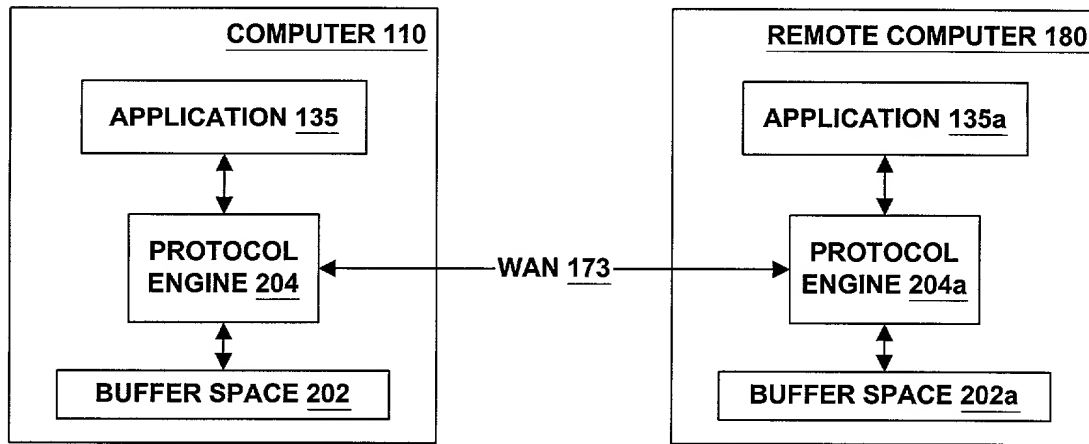 COMPUTER 110
APPLICATION 135
PROTOCOL
ENGINE 204
BUFFER SPACE 202
WAN 173
REMOTE COMPUTER 180
APPLICATION 135a
PROTOCOL
ENGINE 204a
BUFFER SPACE 202a